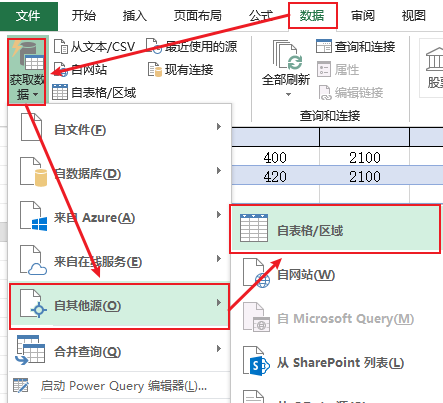 文件 开始 插入 页面布局 公式 数据 审阅 视图
获取数据
从文本/CSV
自网站
自表格/区域
最近使用的源
现有连接
全部刷新
查询和连接
属性
编辑链接
查询和连接
自文件(F)
自数据库(D)
来自 Azure(A)
来自在线服务(E)
自其他源(O)
合并查询(Q)
启动 Power Query 编辑器(L)...
400 2100
420 2100
自表格/区域
自网站(W)
自 Microsoft Query(M)
从 SharePoint 列表(L)